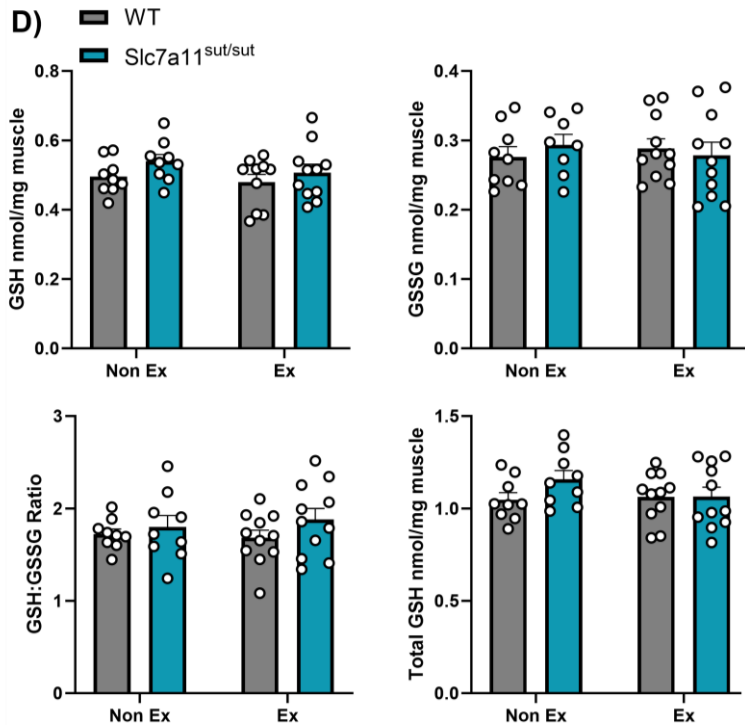 D)
WT
Slc7a11sut/sut
GSH nmol/mg muscle
0.8
0.6
0.4
0.2
0.0
Non Ex
Ex
GSSG nmol/mg muscle
0.4
0.3
0.2
0.1
0.0
Non Ex
Ex
GSH:GSSG Ratio
3
2
1
0
Non Ex
Ex
Total GSH nmol/mg muscle
1.5
1.0
0.5
0.0
Non Ex
Ex